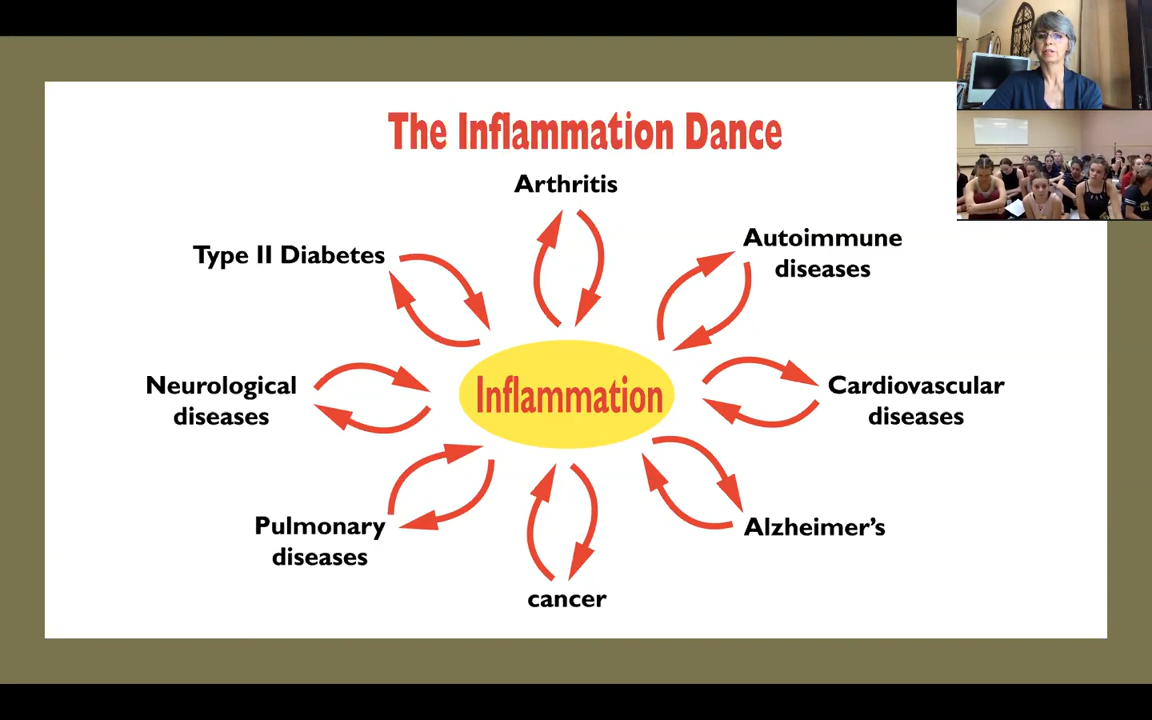 The Inflammation Dance
Arthritis
Autoimmune
diseases
Type II Diabetes
Neurological
diseases
Inflammation
Cardiovascular
diseases
Pulmonary
diseases
Alzheimer's
cancer